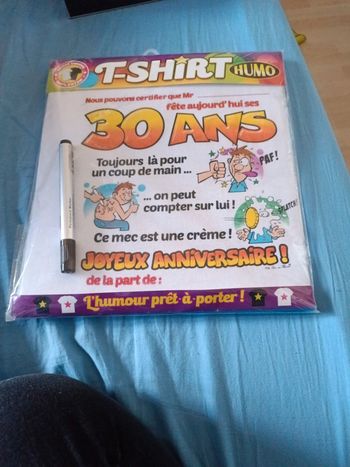 T-SHIRT HUMO
Nous pouvons certifier que Mr
fête aujourd'hui ses
30 ANS
Toujours là pour
un coup de main ...
PAF !
... on peut
compter sur lui !
SPLATCH !
Ce mec est une crème !
JOYEUX ANNIVERSAIRE !
de la part de :
L'humour prêt-à-porter !